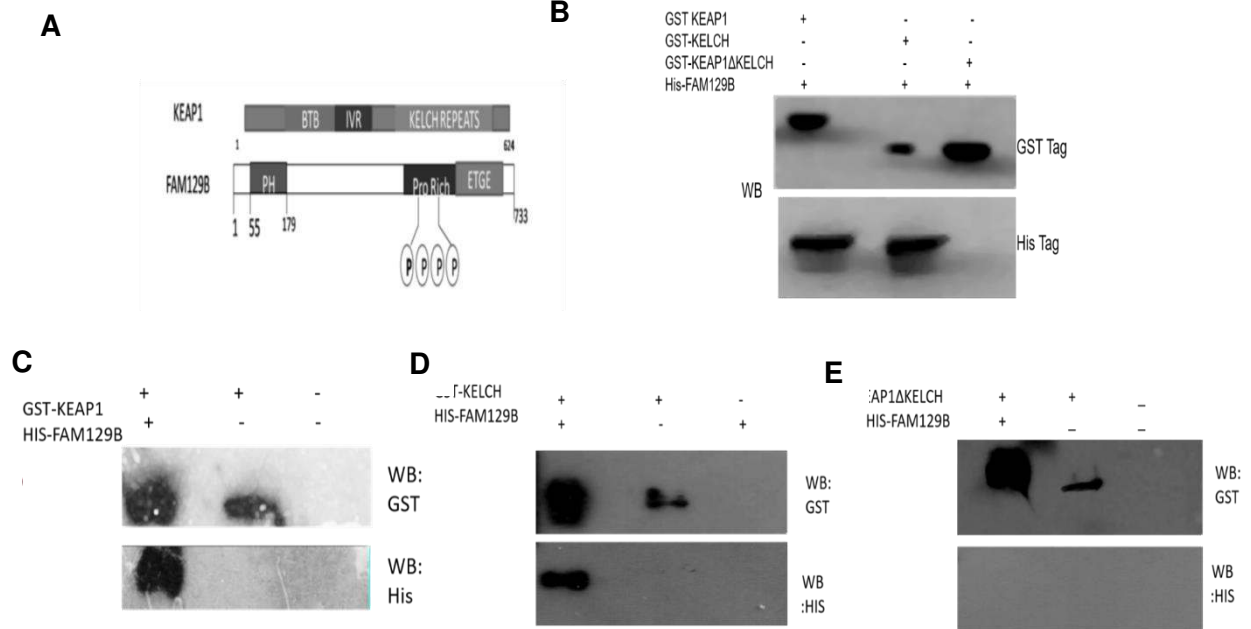 A
KEAP1
BTB IVR KELCH REPEATS
1 624
FAM129B
PH Pro Rich ETGE
1 55 179 733
P P P P
B
GST KEAP1 + - -
GST-KELCH - + -
GST-KEAP1ΔKELCH - - +
His-FAM129B + + +
GST Tag
WB
His Tag
C
GST-KEAP1 + + -
HIS-FAM129B + - -
WB:
GST
WB:
His
D
T-KELCH + + -
HIS-FAM129B + - +
WB:
GST
WB
:HIS
E
EAP1ΔKELCH + + _
HIS-FAM129B + _ _
WB:
GST
WB
:HIS